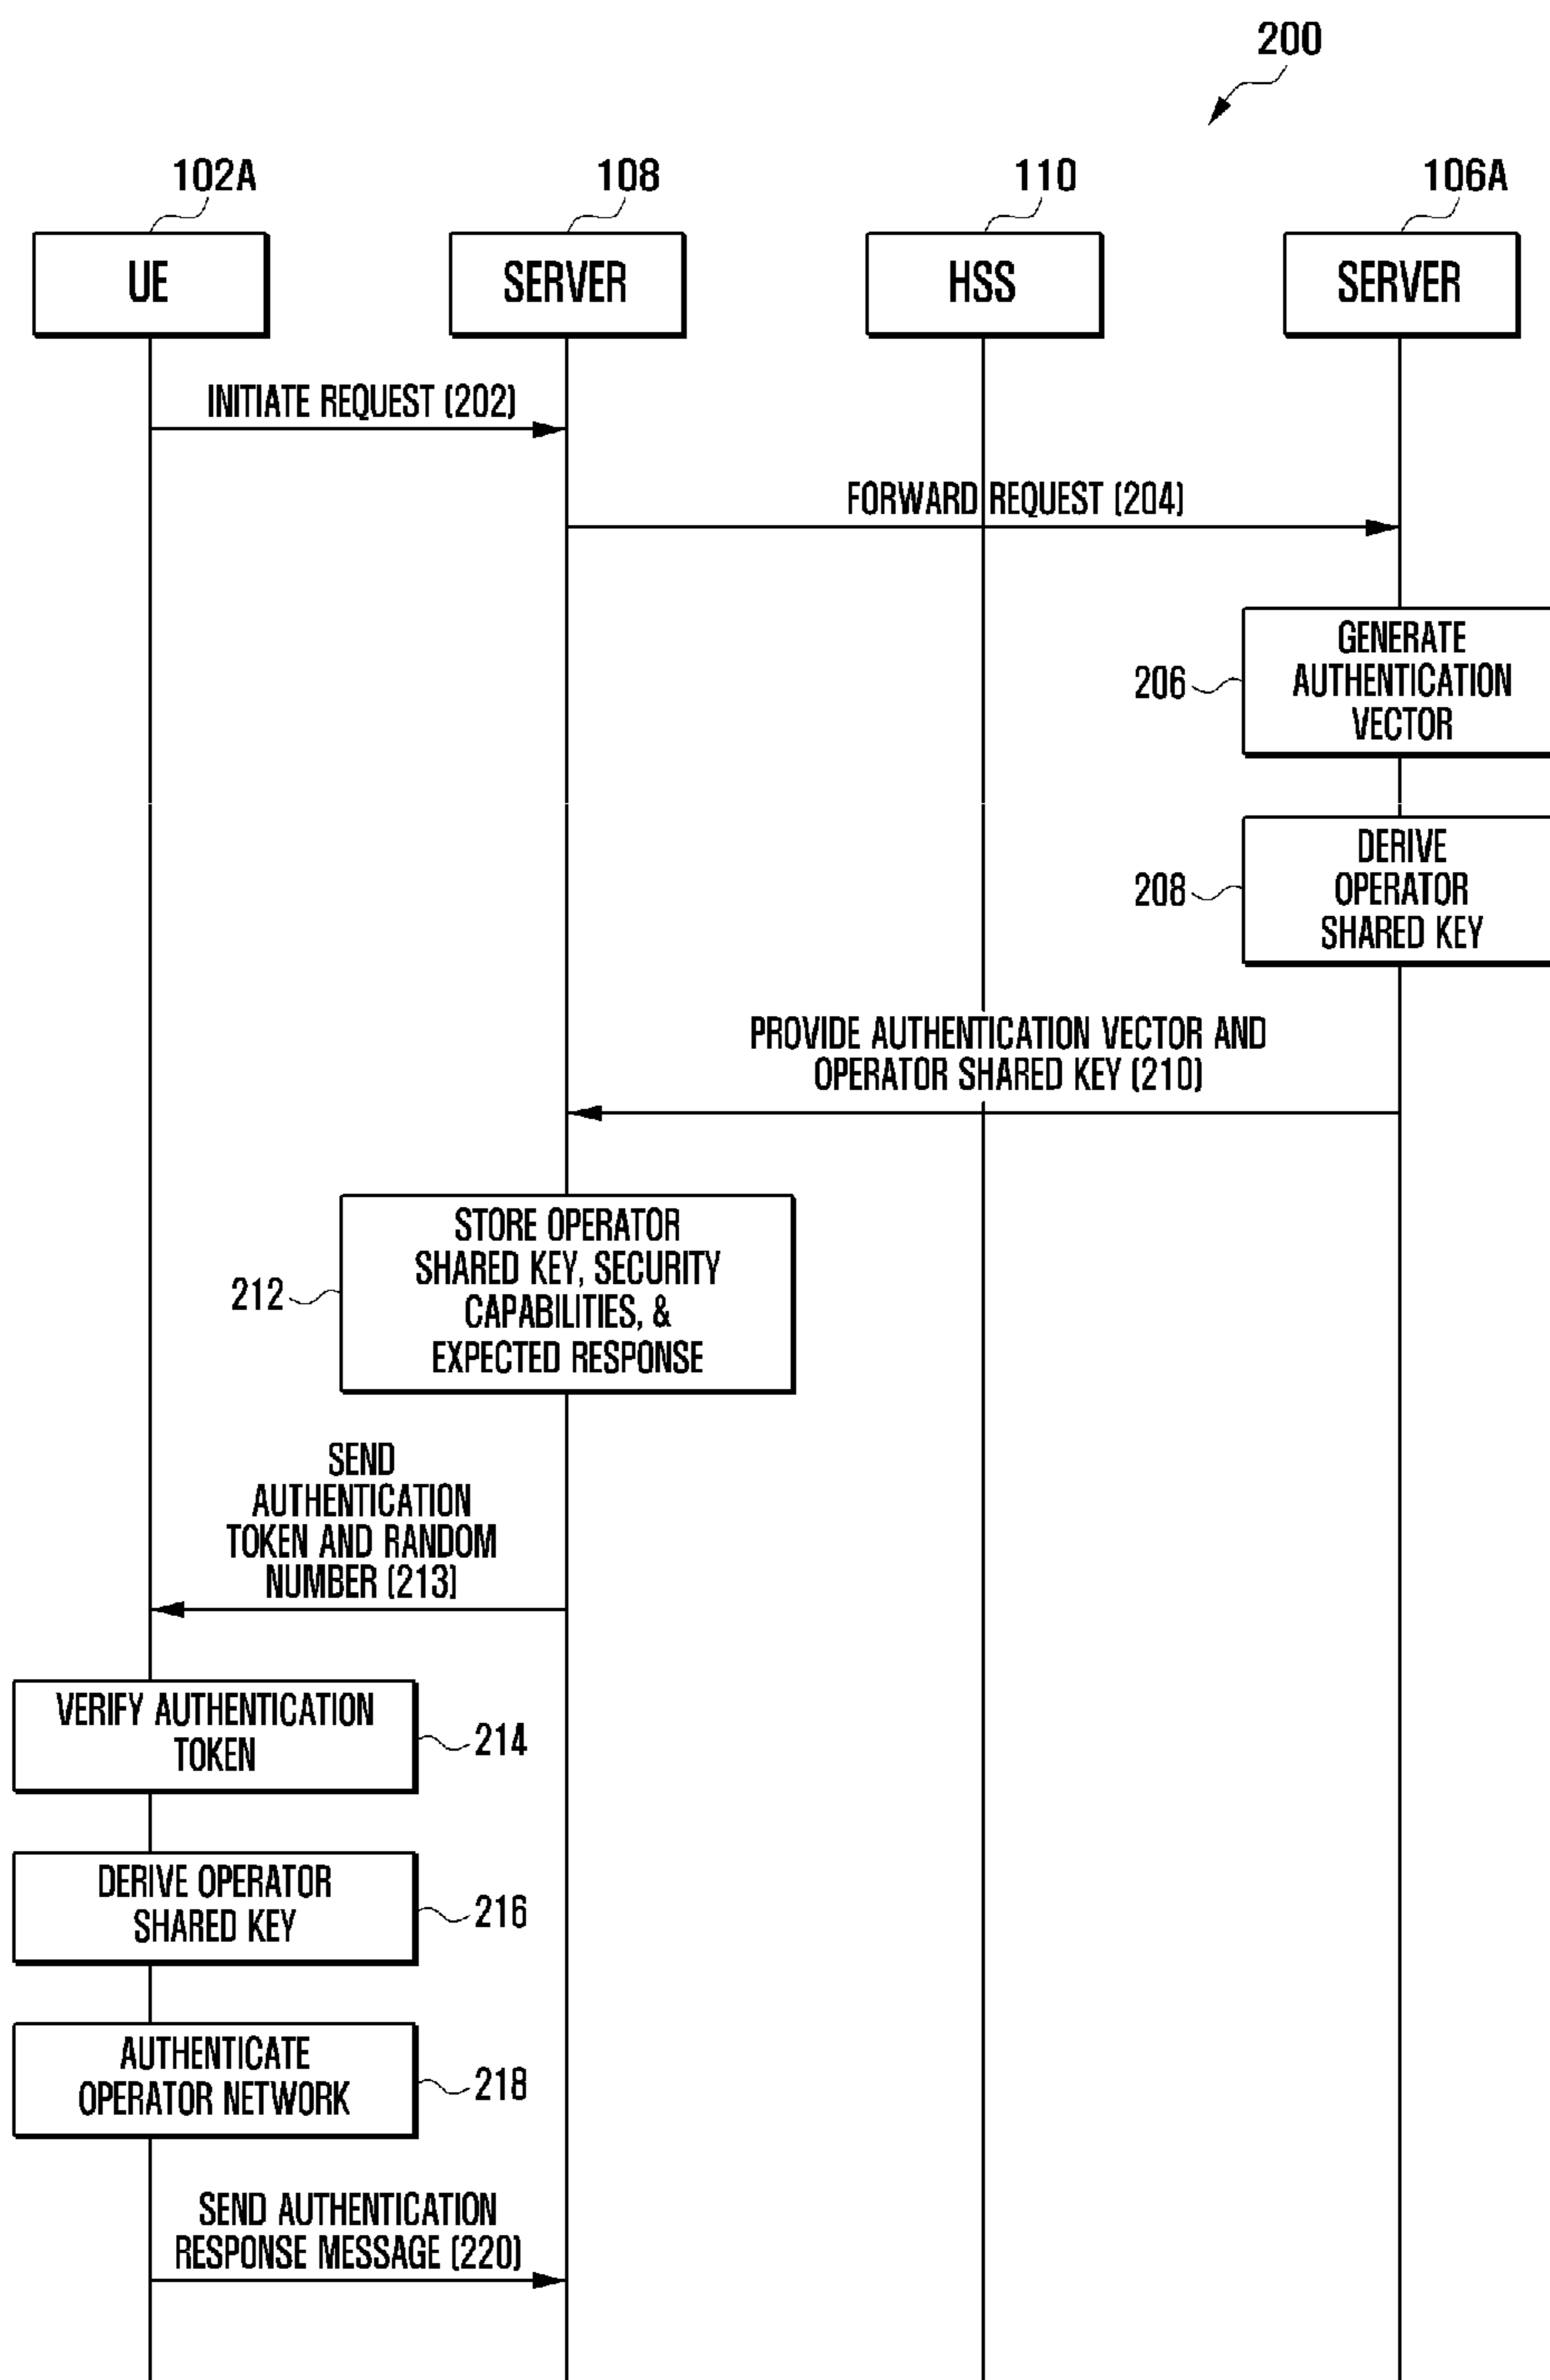 200
102A
108
110
106A
UE
SERVER
HSS
SERVER
INITIATE REQUEST (202)
FORWARD REQUEST (204)
206
GENERATE
AUTHENTICATION
VECTOR
208
DERIVE
OPERATOR
SHARED KEY
PROVIDE AUTHENTICATION VECTOR AND
OPERATOR SHARED KEY (210)
212
STORE OPERATOR
SHARED KEY, SECURITY
CAPABILITIES, &
EXPECTED RESPONSE
SEND
AUTHENTICATION
TOKEN AND RANDOM
NUMBER (213)
VERIFY AUTHENTICATION
TOKEN
214
DERIVE OPERATOR
SHARED KEY
216
AUTHENTICATE
OPERATOR NETWORK
218
SEND AUTHENTICATION
RESPONSE MESSAGE (220)